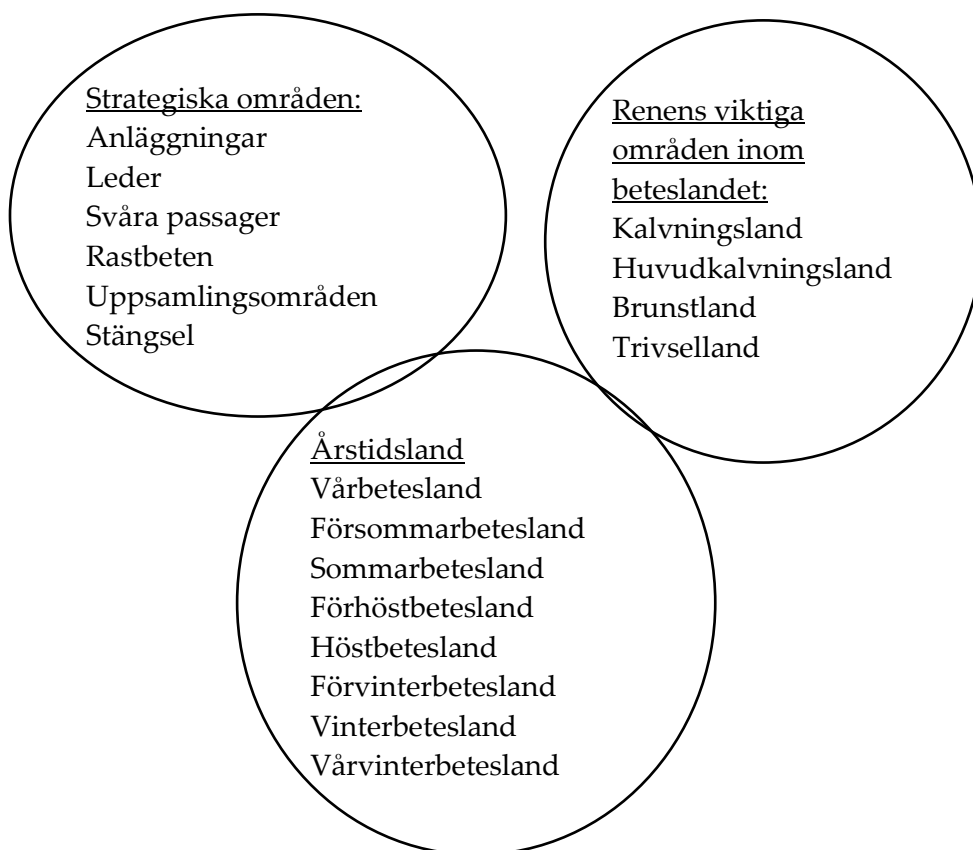 Strategiska områden:
Anläggningar
Leder
Svåra passager
Rastbeten
Uppsamlingsområden
Stängsel
Renens viktiga
områden inom
beteslandet:
Kalvningsland
Huvudkalvningsland
Brunstland
Trivselland
Årstidsland
Vårbetesland
Försommarbetesland
Sommarbetesland
Förhöstbetesland
Höstbetesland
Förvinterbetesland
Vinterbetesland
Vårvinterbetesland